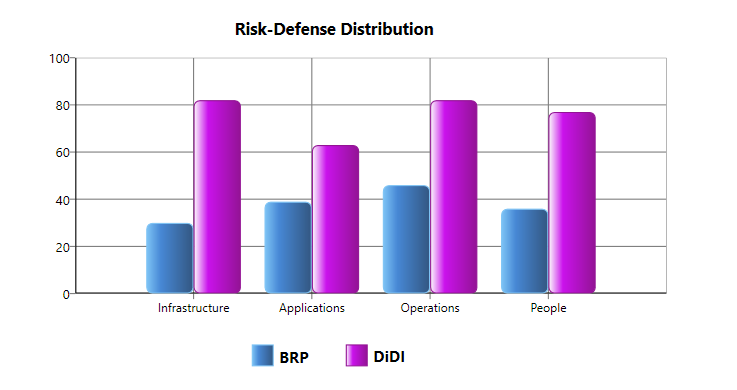 Risk-Defense Distribution
100
80
60
40
20
0
Infrastructure Applications Operations People
BRP DiDI